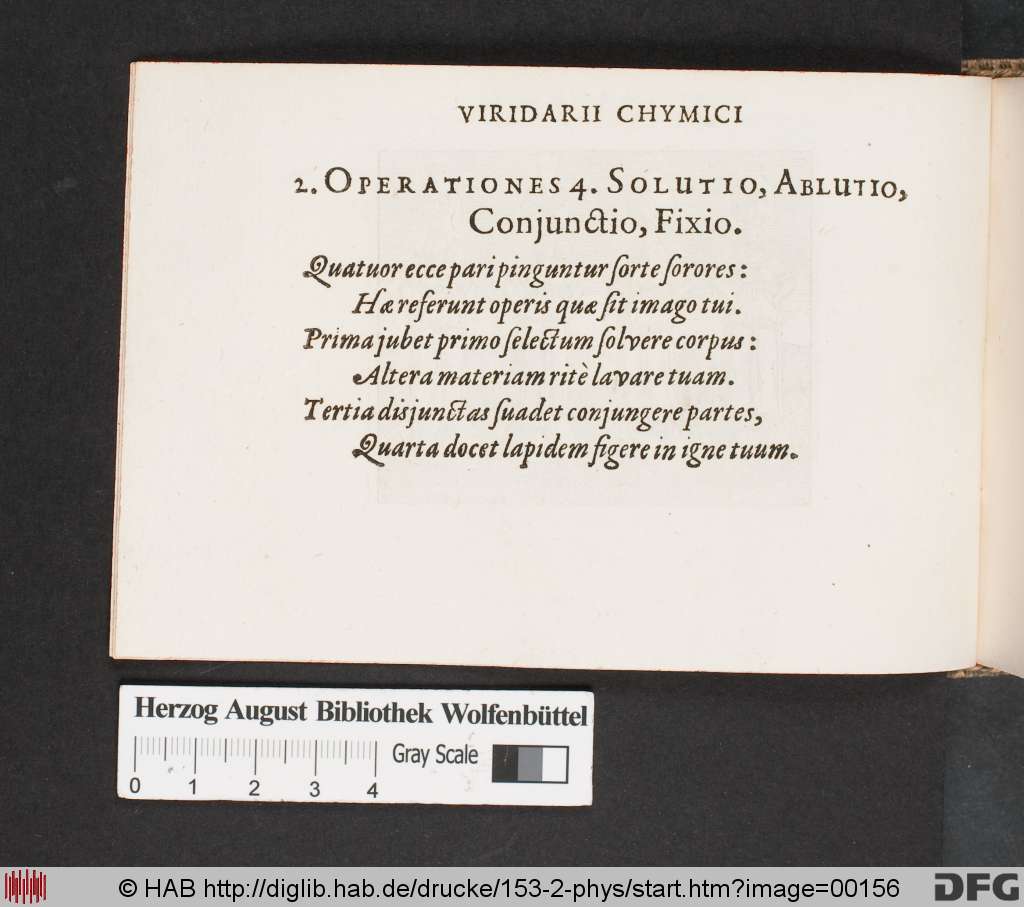 VIRIDARII CHYMICI
2. OPERATIONES 4. SOLUTIO, ABLUTIO,
Conjunctio, Fixio.
Quatuor ecce pari pinguntur ſorte ſorores:
Hæ referunt operis quæ ſit imago tui.
Prima jubet primo ſelectum ſolvere corpus:
Altera materiam ritè lavare tuam.
Tertia disjunctas ſuadet conjungere partes,
Quarta docet lapidem figere in igne tuum.
Herzog August Bibliothek Wolfenbüttel
Gray Scale
0 1 2 3 4
© HAB http://diglib.hab.de/drucke/153-2-phys/start.htm?image=00156
DFG